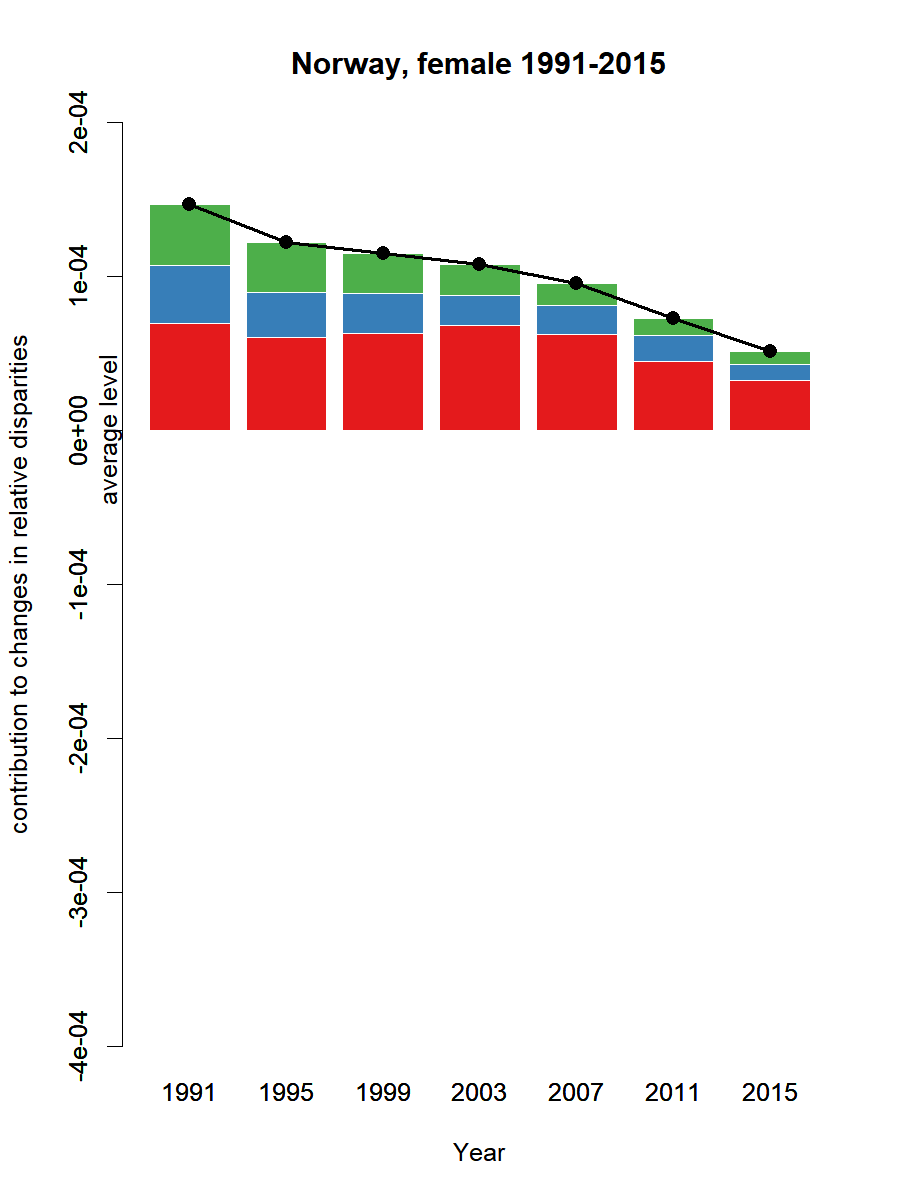 Norway, female 1991-2015
contribution to changes in relative disparities
average level
2e-04
1e-04
0e+00
-1e-04
-2e-04
-3e-04
-4e-04
1991 1995 1999 2003 2007 2011 2015
Year